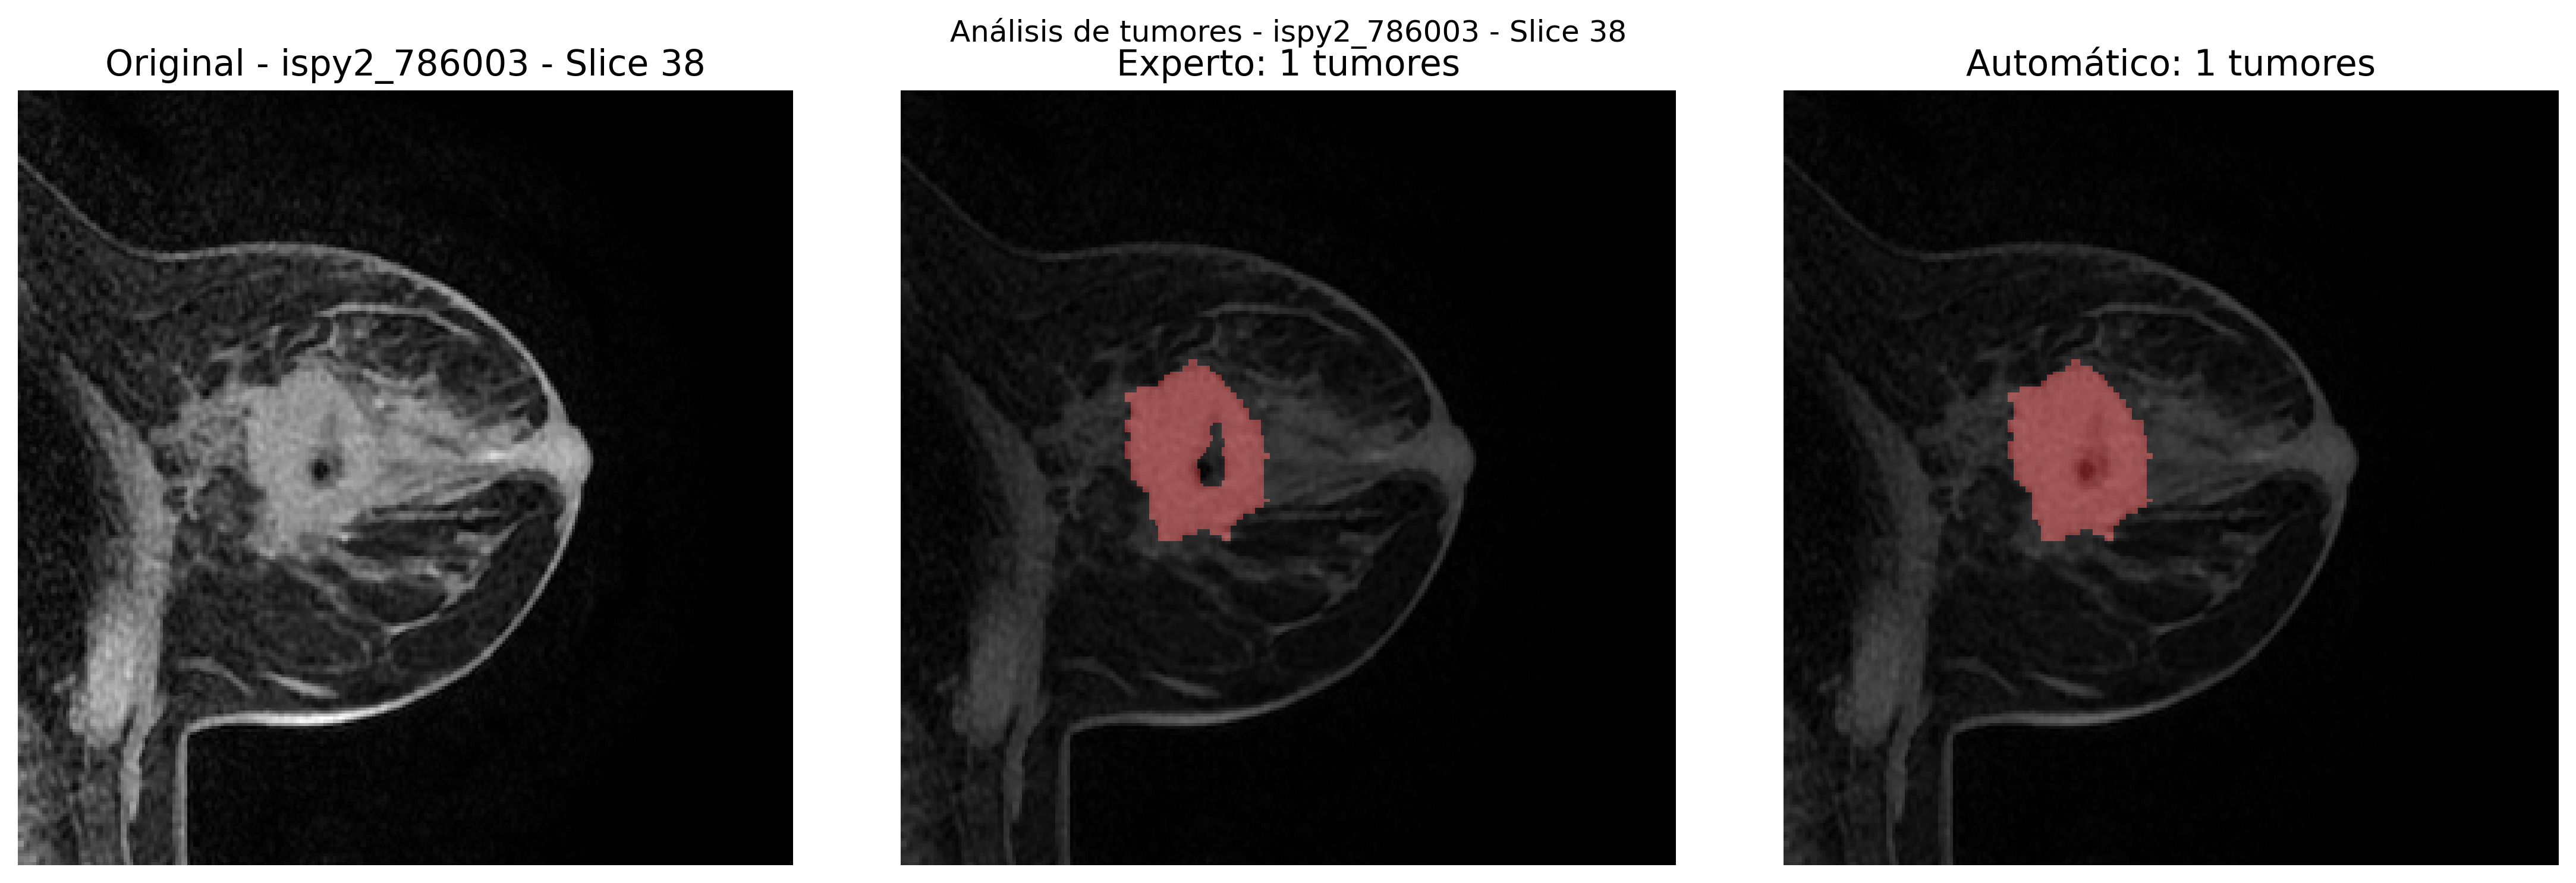 Análisis de tumores - ispy2_786003 - Slice 38
Original - ispy2_786003 - Slice 38
Experto: 1 tumores
Automático: 1 tumores